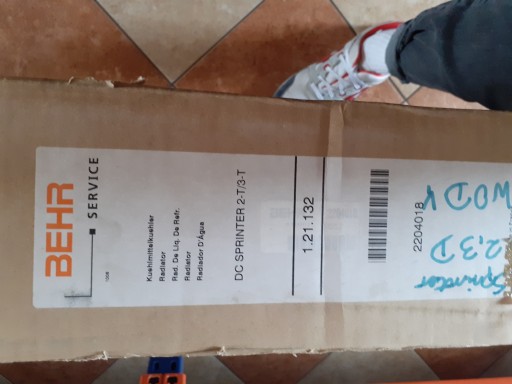 BEHR
SERVICE
Kuehlmittelkuehler
Radiator
Rad. De Liq. De Refr.
Radiator
Radiador D'Água
DC SPRINTER 2-T/3-T
1.21.132
2204018
Sprinter
2,3 D
WODY